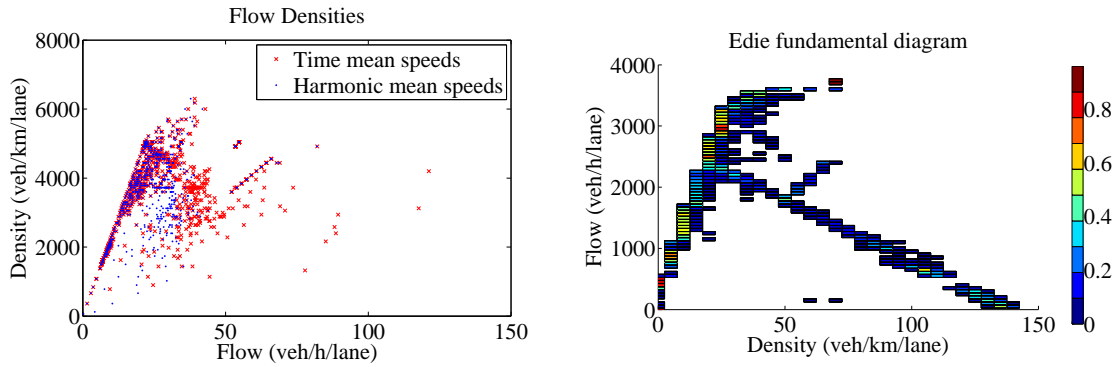 Flow Densities
8000
6000
4000
2000
0
0
50
100
150
Density (veh/km/lane)
Flow (veh/h/lane)
Time mean speeds
Harmonic mean speeds
Edie fundamental diagram
4000
3000
2000
1000
0
0
50
100
150
Flow (veh/h/lane)
Density (veh/km/lane)
0.8
0.6
0.4
0.2
0